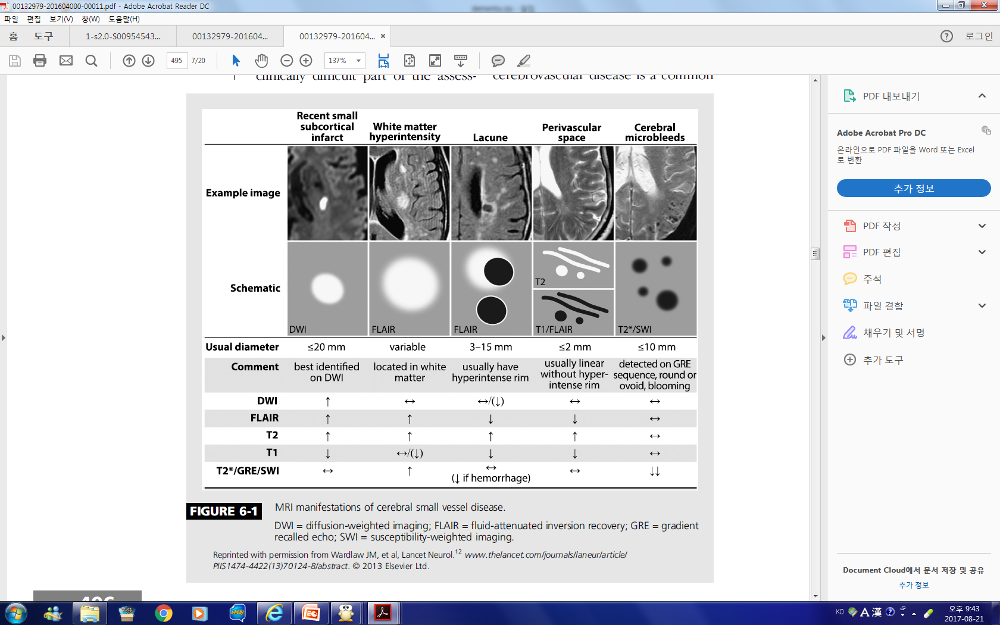 00132979-201604000-00011.pdf - Adobe Acrobat Reader DC
파일 편집 보기(V) 창(W) 도움말(H)
홈 도구 1-s2.0-S00954543... 00132979-201604... 00132979-201604... × 로그인
495 7/20 137%
clinically difficult part of the assess- cerebrovascular disease is a common
Recent small
subcortical
infarct
White matter
hyperintensity
Lacune
Perivascular
space
Cerebral
microbleeds
Example image
Schematic
DWI FLAIR FLAIR T2 T1/FLAIR T2*/SWI
Usual diameter ≤20 mm variable 3–15 mm ≤2 mm ≤10 mm
Comment
best identified
on DWI
located in white
matter
usually have
hyperintense rim
usually linear
without hyper-
intense rim
detected on GRE
sequence, round or
ovoid, blooming
DWI ↑ ↔ ↔/(↓) ↔ ↔
FLAIR ↑ ↑ ↓ ↓ ↔
T2 ↑ ↑ ↑ ↑ ↔
T1 ↓ ↔/(↓) ↓ ↓ ↔
T2*/GRE/SWI ↔ ↑ ↔ ↔ ↓↓
(↓ if hemorrhage)
FIGURE 6-1 MRI manifestations of cerebral small vessel disease.
DWI = diffusion-weighted imaging; FLAIR = fluid-attenuated inversion recovery; GRE = gradient
recalled echo; SWI = susceptibility-weighted imaging.
Reprinted with permission from Wardlaw JM, et al, Lancet Neurol.12 www.thelancet.com/journals/laneur/article/
PIIS1474-4422(13)70124-8/abstract. © 2013 Elsevier Ltd.
PDF 내보내기
Adobe Acrobat Pro DC
온라인으로 PDF 파일을 Word 또는 Excel
로 변환
추가 정보
PDF 작성
PDF 편집
주석
파일 결합
채우기 및 서명
추가 도구
Document Cloud에서 문서 저장 및 공유
추가 정보
KO A 漢
오후 9:43
2017-08-21